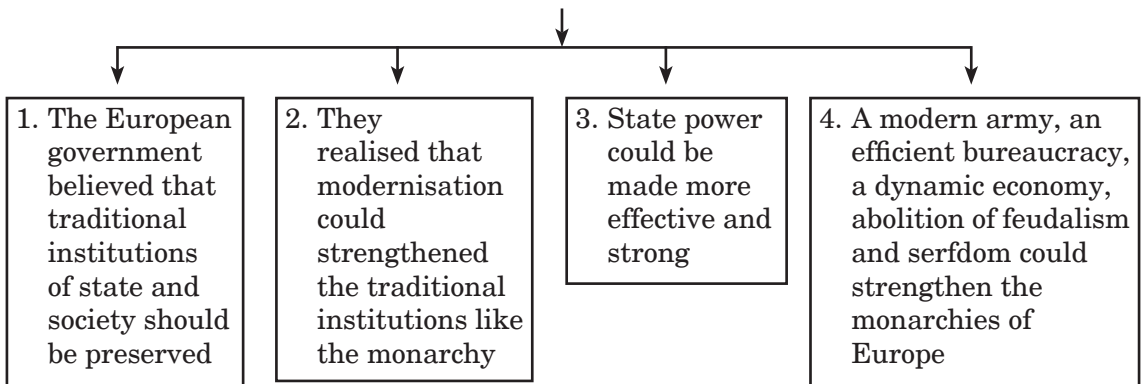 1. The European
government
believed that
traditional
institutions
of state and
society should
be preserved
2. They
realised that
modernisation
could
strengthened
the traditional
institutions like
the monarchy
3. State power
could be
made more
effective and
strong
4. A modern army, an
efficient bureaucracy,
a dynamic economy,
abolition of feudalism
and serfdom could
strengthen the
monarchies of
Europe